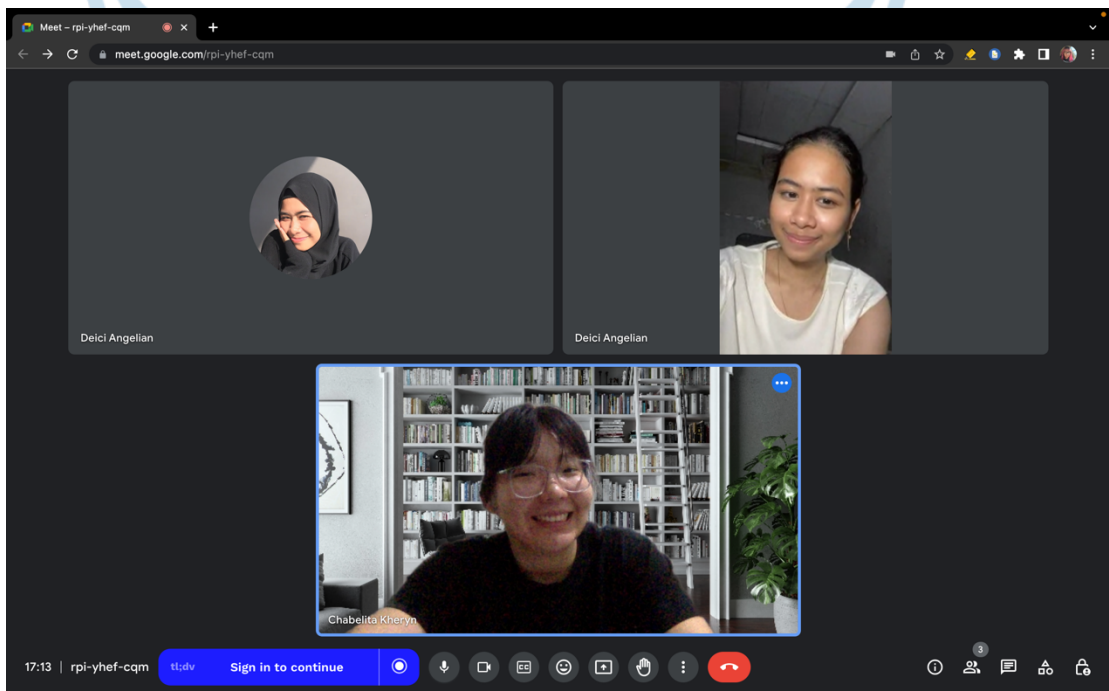 Meet – rpi-yhef-cqm
meet.google.com/rpi-yhef-cqm
Deici Angelian
Deici Angelian
Chabelita Kheryn
3
17:13 | rpi-yhef-cqm
tl;dv
Sign in to continue
CC